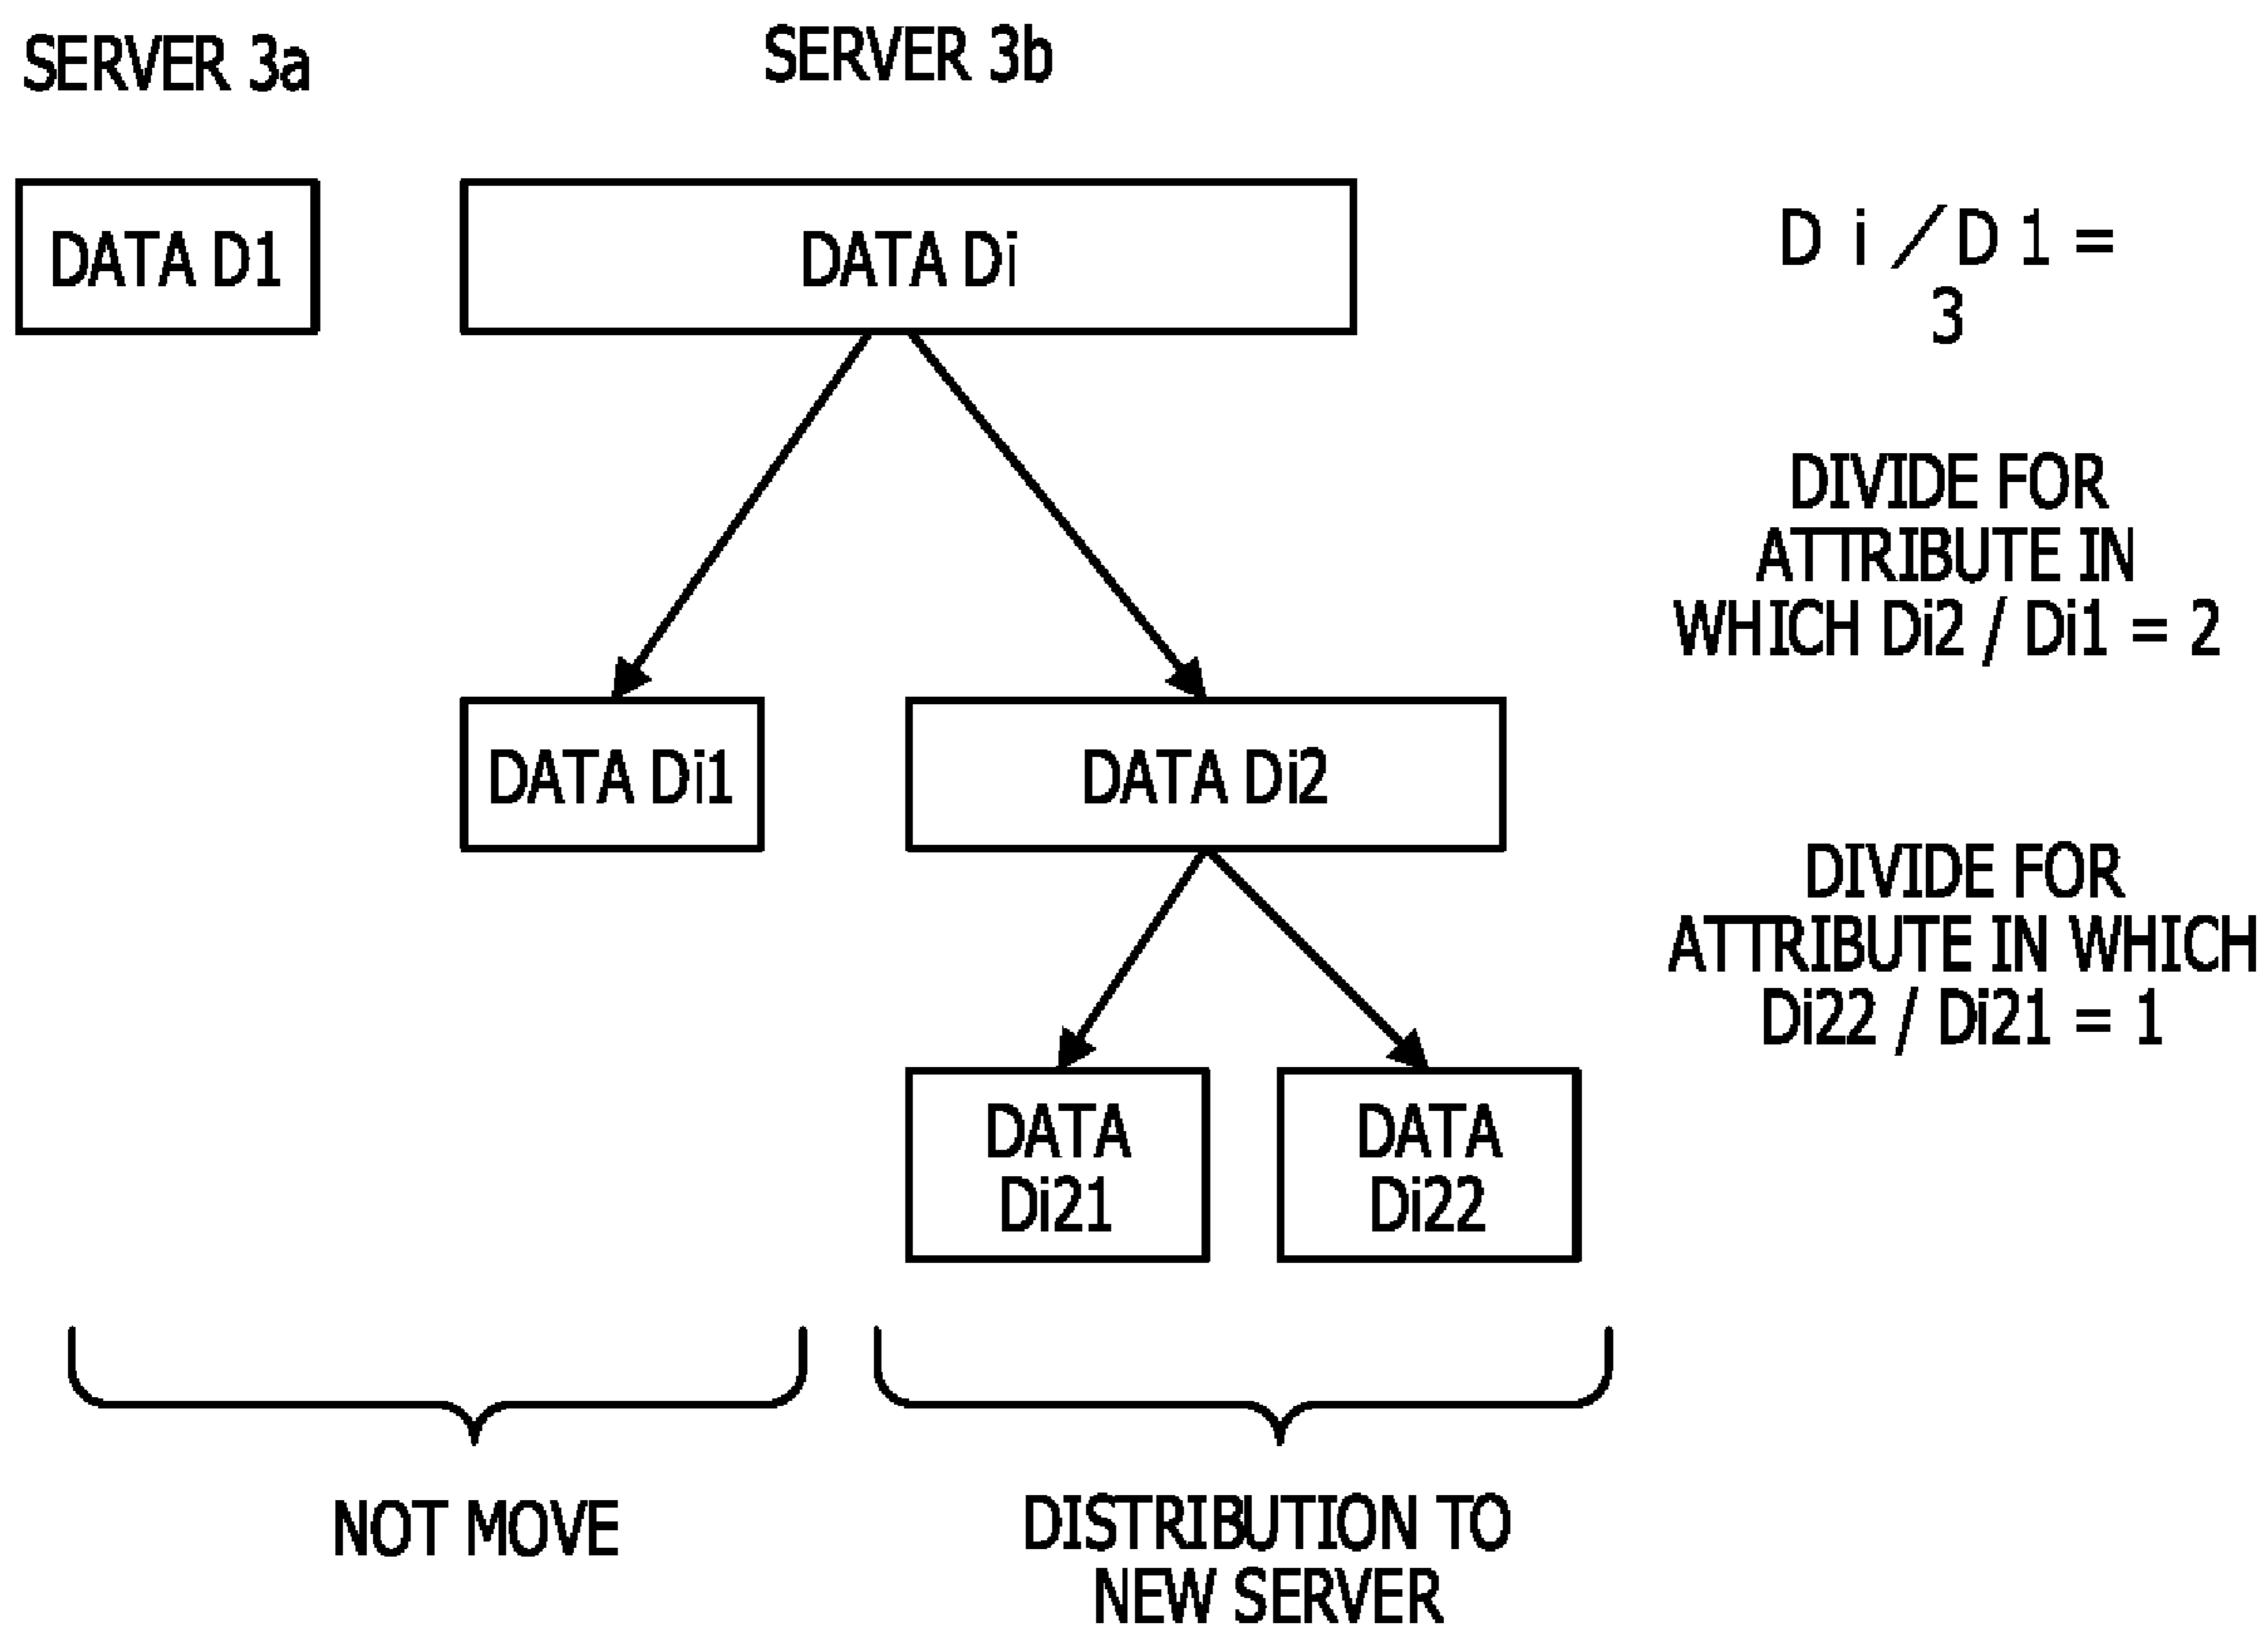 SERVER 3a
SERVER 3b
DATA D1
DATA Di
Di/D1=
3
DIVIDE FOR
ATTRIBUTE IN
WHICH Di2 / Di1 = 2
DATA Di1
DATA Di2
DIVIDE FOR
ATTRIBUTE IN WHICH
Di22 / Di21 = 1
DATA
Di21
DATA
Di22
NOT MOVE
DISTRIBUTION TO
NEW SERVER